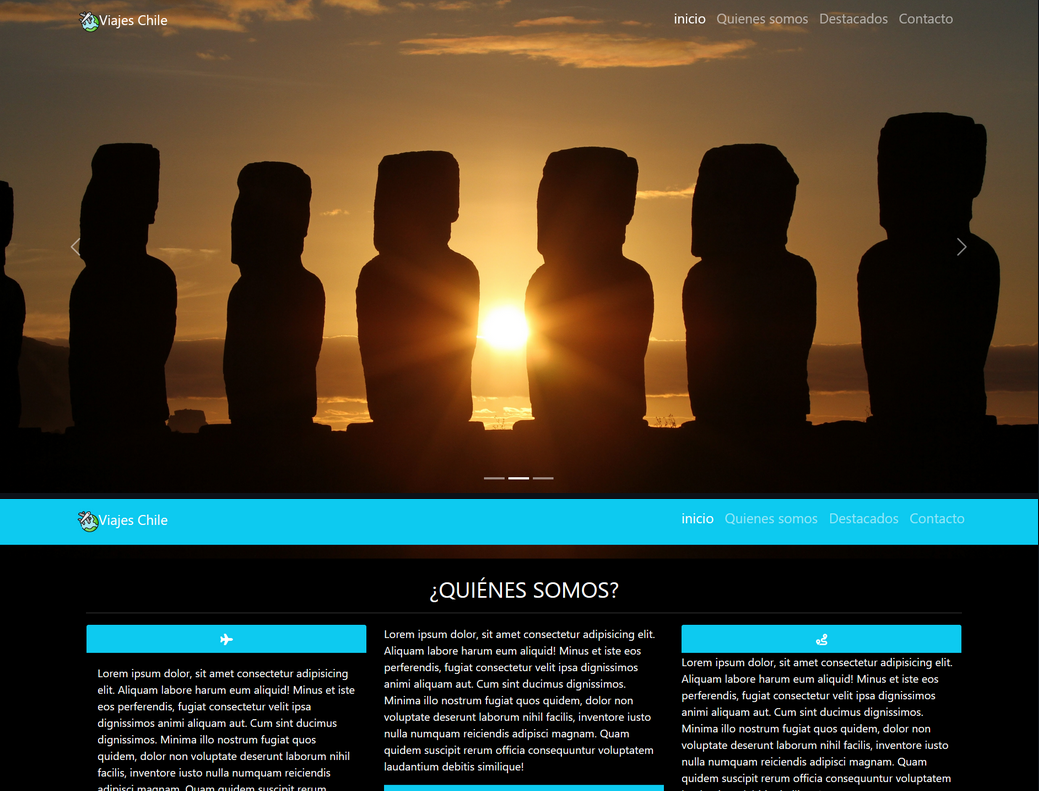 Viajes Chile
inicio Quienes somos Destacados Contacto
Viajes Chile
inicio Quienes somos Destacados Contacto
¿QUIÉNES SOMOS?
Lorem ipsum dolor, sit amet consectetur adipisicing
elit. Aliquam labore harum eum aliquid! Minus et iste
eos perferendis, fugiat consectetur velit ipsa
dignissimos animi aliquam aut. Cum sint ducimus
dignissimos. Minima illo nostrum fugiat quos
quidem, dolor non voluptate deserunt laborum nihil
facilis, inventore iusto nulla numquam reiciendis
adipisci magnam. Quam quidem suscipit rerum
Lorem ipsum dolor, sit amet consectetur adipisicing elit.
Aliquam labore harum eum aliquid! Minus et iste eos
perferendis, fugiat consectetur velit ipsa dignissimos
animi aliquam aut. Cum sint ducimus dignissimos.
Minima illo nostrum fugiat quos quidem, dolor non
voluptate deserunt laborum nihil facilis, inventore iusto
nulla numquam reiciendis adipisci magnam. Quam
quidem suscipit rerum officia consequuntur voluptatem
laudantium debitis similique!
Lorem ipsum dolor, sit amet consectetur adipisicing elit.
Aliquam labore harum eum aliquid! Minus et iste eos
perferendis, fugiat consectetur velit ipsa dignissimos
animi aliquam aut. Cum sint ducimus dignissimos.
Minima illo nostrum fugiat quos quidem, dolor non
voluptate deserunt laborum nihil facilis, inventore iusto
nulla numquam reiciendis adipisci magnam. Quam
quidem suscipit rerum officia consequuntur voluptatem